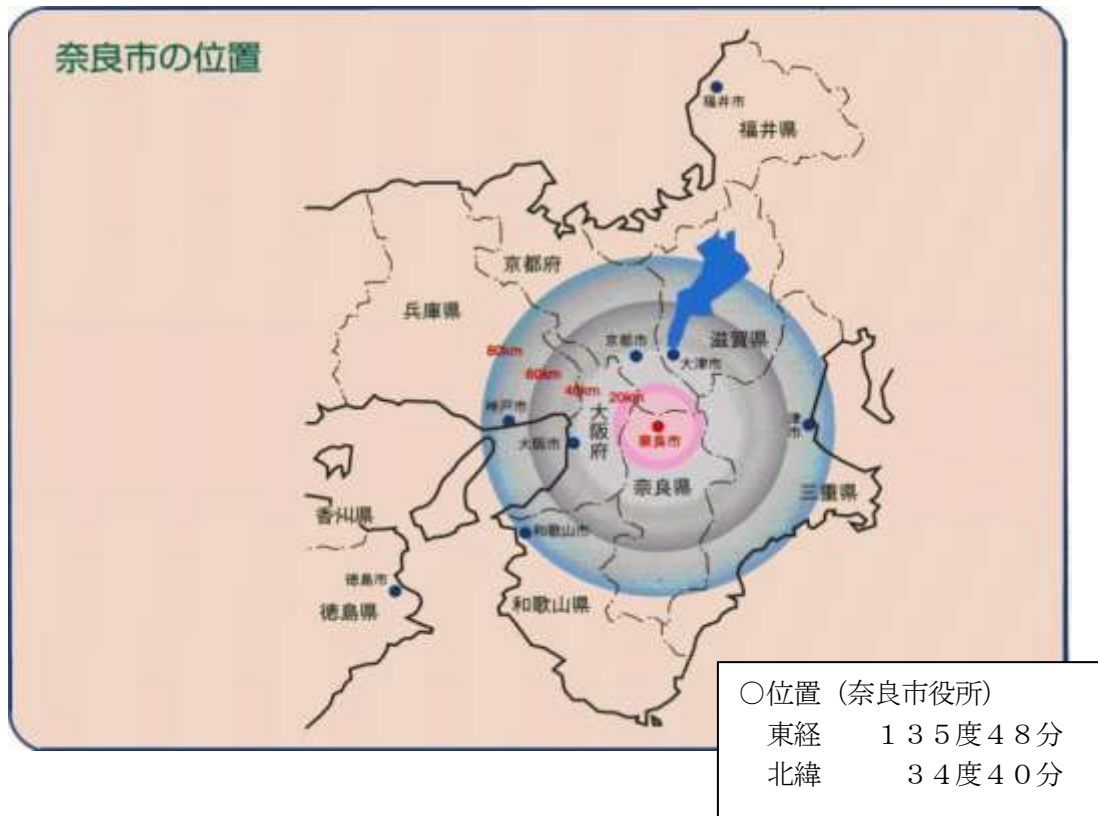 奈良市の位置
福井市
福井県
京都府
兵庫県
京都市
滋賀県
大津市
80km
60km
40km
20km
神戸市
大阪府
大阪市
奈良市
津市
奈良県
三重県
香川県
和歌山市
徳島市
徳島県
和歌山県
○位置（奈良市役所）
東経　　１３５度４８分
北緯　　　３４度４０分